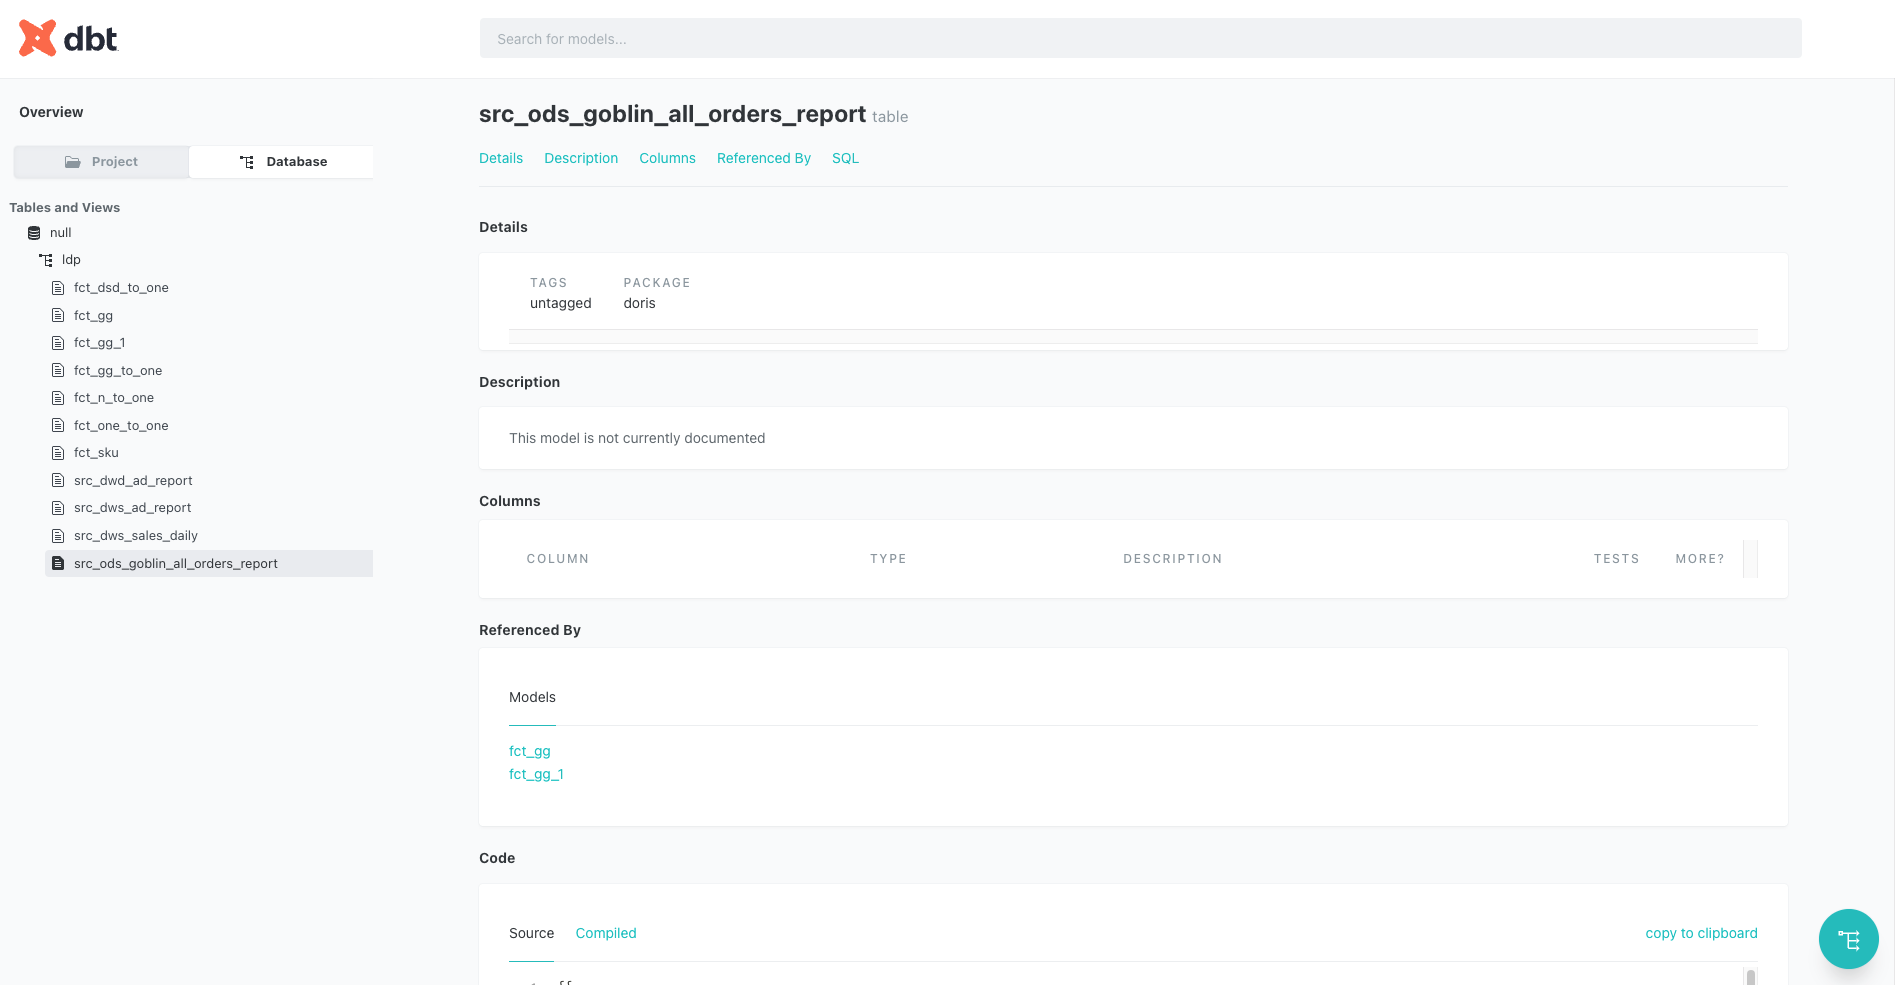 dbt
Search for models...
Overview
Project Database
Tables and Views
null
ldp
fct_dsd_to_one
fct_gg
fct_gg_1
fct_gg_to_one
fct_n_to_one
fct_one_to_one
fct_sku
src_dwd_ad_report
src_dws_ad_report
src_dws_sales_daily
src_ods_goblin_all_orders_report
src_ods_goblin_all_orders_report table
Details Description Columns Referenced By SQL
Details
TAGS PACKAGE
untagged doris
Description
This model is not currently documented
Columns
COLUMN TYPE DESCRIPTION TESTS MORE?
Referenced By
Models
fct_gg
fct_gg_1
Code
Source Compiled copy to clipboard